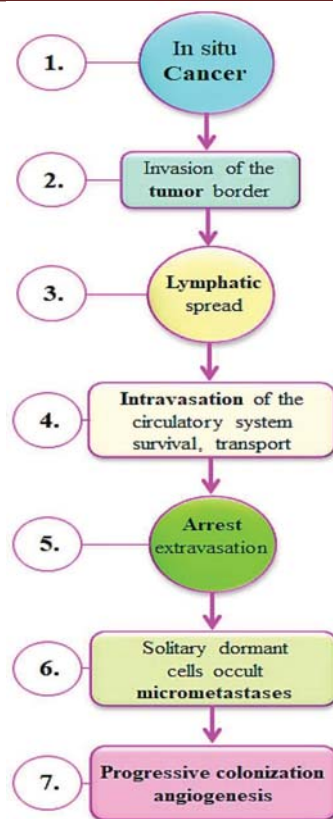 1.
In situ
Cancer
2.
Invasion of the
tumor border
3.
Lymphatic
spread
4.
Intravasation of the
circulatory system
survival, transport
5.
Arrest
extravasation
6.
Solitary dormant
cells occult
micrometastases
7.
Progressive colonization
angiogenesis